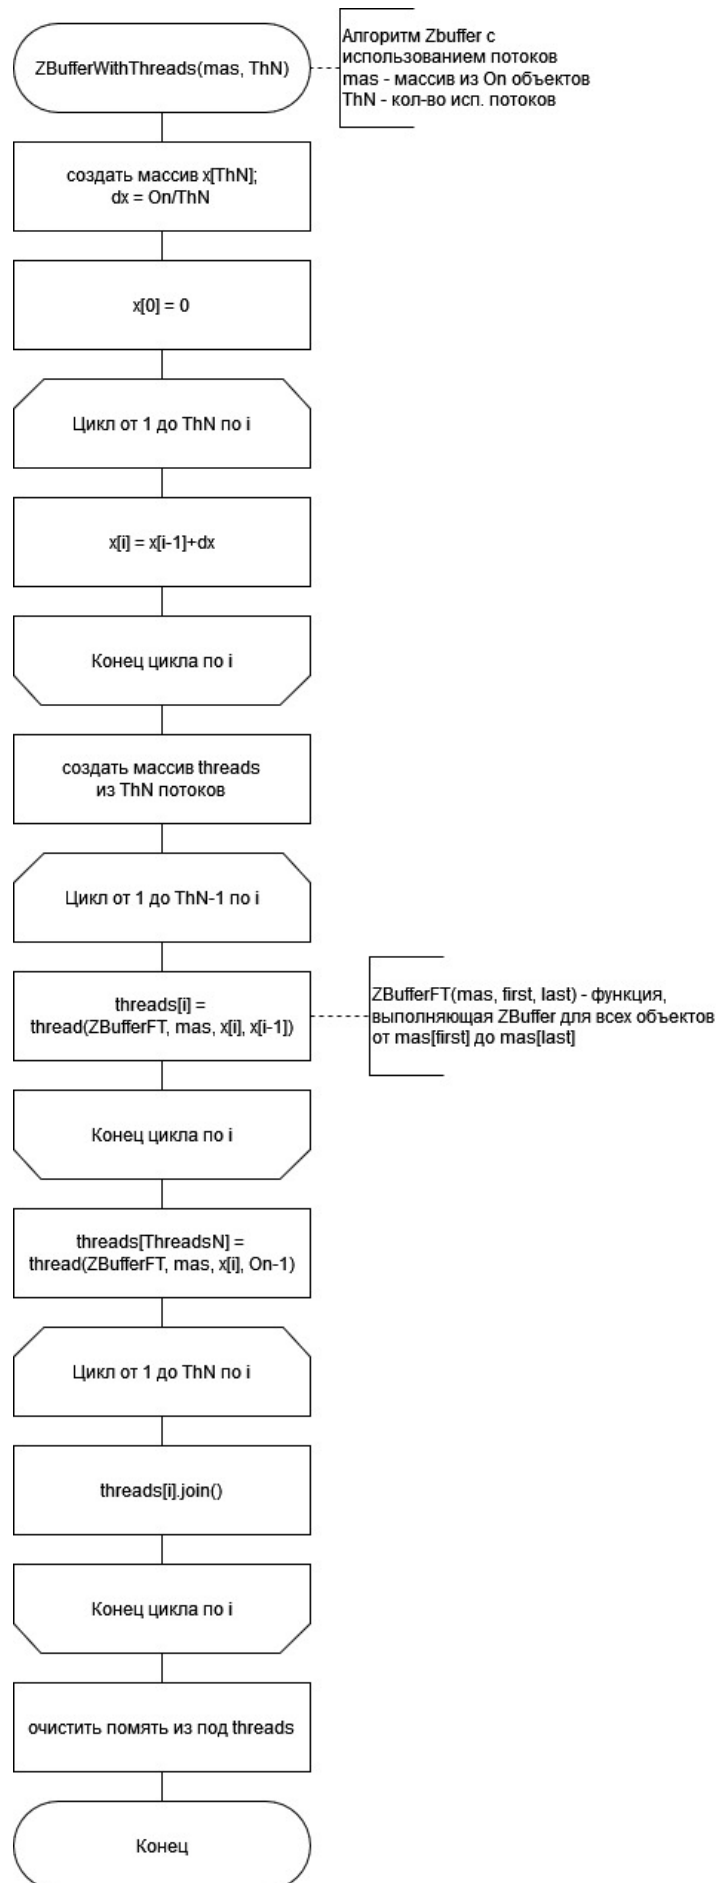 ZBufferWithThreads(mas, ThN)
Алгоритм Zbuffer с
использованием потоков
mas - массив из On объектов
ThN - кол-во исп. потоков
создать массив x[ThN];
dx = On/ThN
x[0] = 0
Цикл от 1 до ThN по i
x[i] = x[i-1]+dx
Конец цикла по i
создать массив threads
из ThN потоков
Цикл от 1 до ThN-1 по i
threads[i] =
thread(ZBufferFT, mas, x[i], x[i-1])
ZBufferFT(mas, first, last) - функция,
выполняющая ZBuffer для всех объектов
от mas[first] до mas[last]
Конец цикла по i
threads[ThreadsN] =
thread(ZBufferFT, mas, x[i], On-1)
Цикл от 1 до ThN по i
threads[i].join()
Конец цикла по i
очистить помять из под threads
Конец